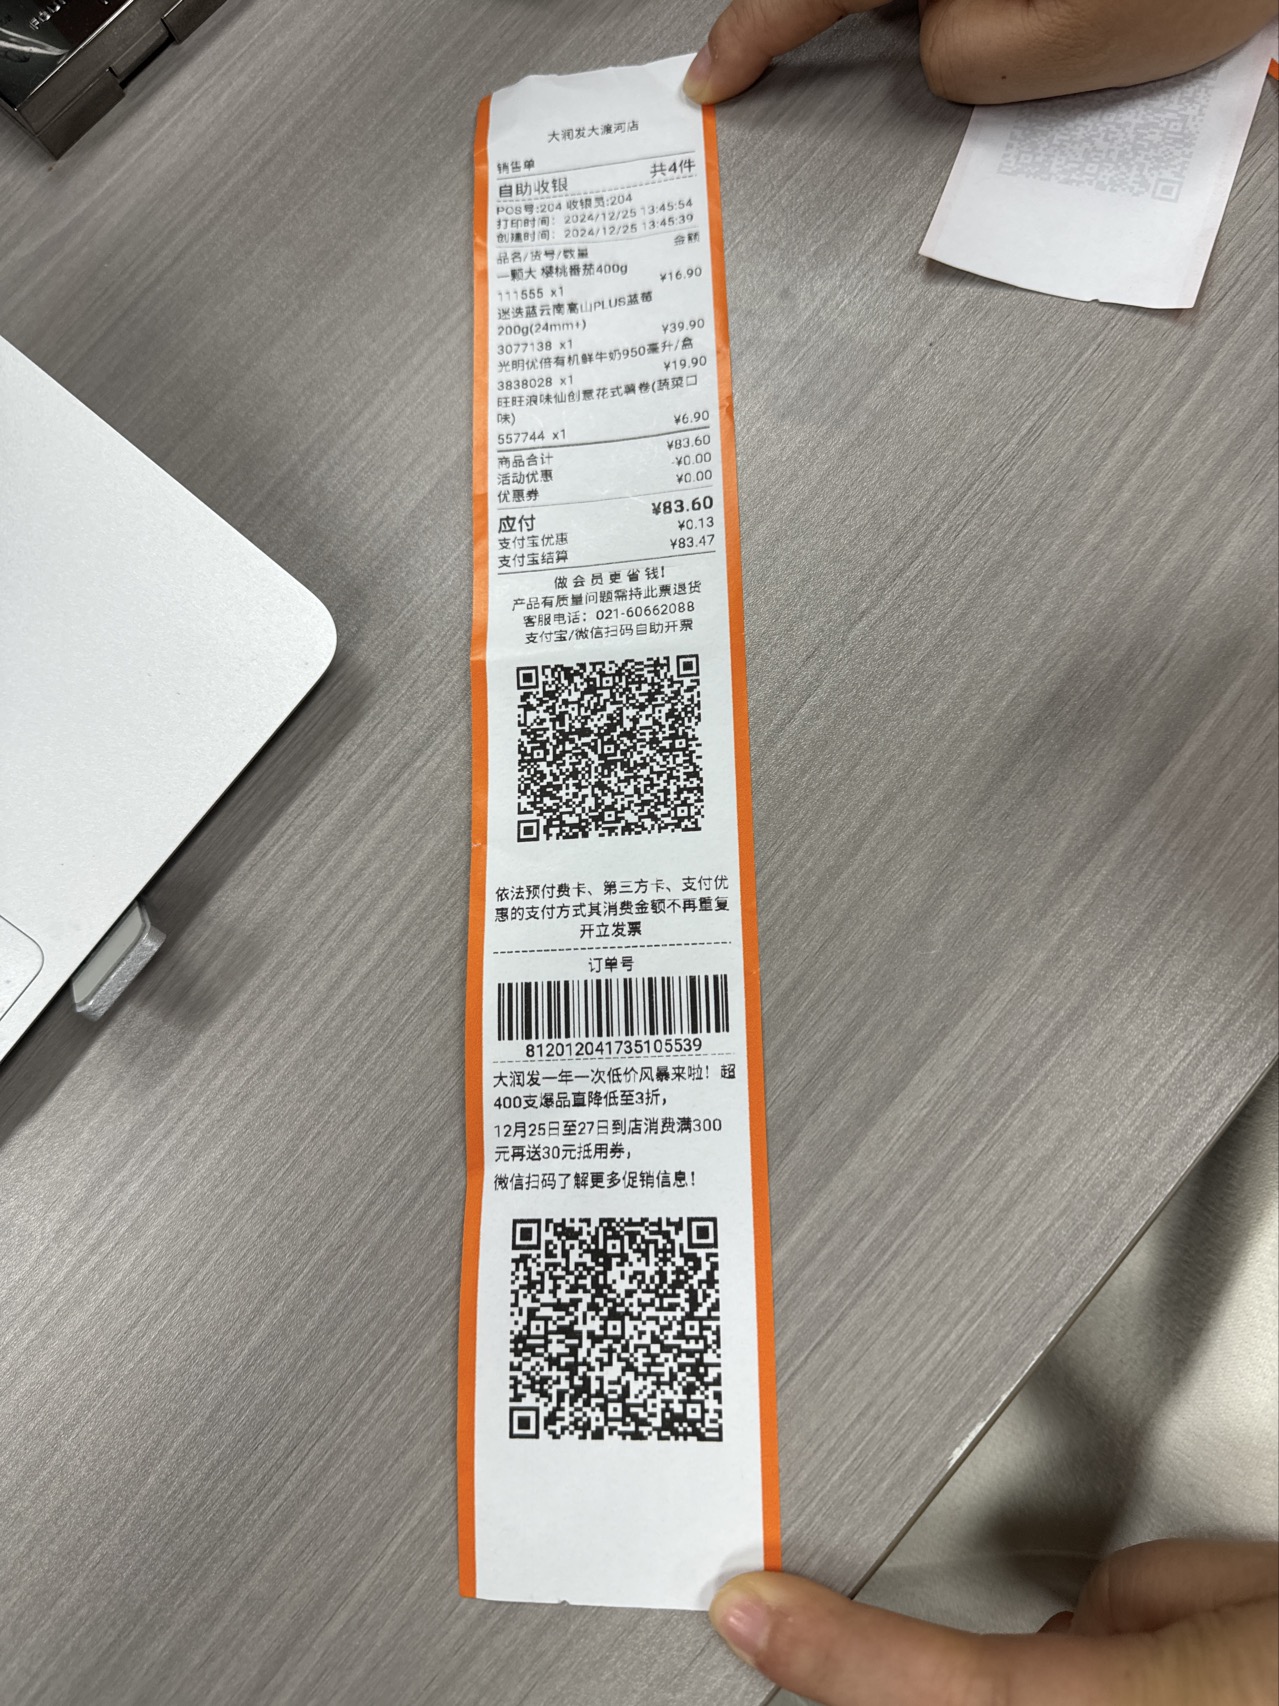 大润发大渡河店
销售单
自助收银 共4件
POS号:204 收银员:204
打印时间： 2024/12/25 13:45:54
创建时间： 2024/12/25 13:45:39
品名/货号/数量 金额
一颗大 樱桃番茄400g
111555 x1 ¥16.90
迷迭蓝云南高山PLUS蓝莓
200g(24mm+)
3077138 x1 ¥39.90
光明优倍有机鲜牛奶950毫升/盒
3838028 x1 ¥19.90
旺旺浪味仙创意花式薯卷(蔬菜口
味)
557744 x1 ¥6.90
商品合计 ¥83.60
活动优惠 -¥0.00
优惠券 ¥0.00
应付 ¥83.60
支付宝优惠 ¥0.13
支付宝结算 ¥83.47
做会员更省钱!
产品有质量问题需持此票退货
客服电话：021-60662088
支付宝/微信扫码自助开票
依法预付费卡、第三方卡、支付优
惠的支付方式其消费金额不再重复
开立发票
订单号
812012041735105539
大润发一年一次低价风暴来啦！超
400支爆品直降低至3折，
12月25日至27日到店消费满300
元再送30元抵用券，
微信扫码了解更多促销信息！